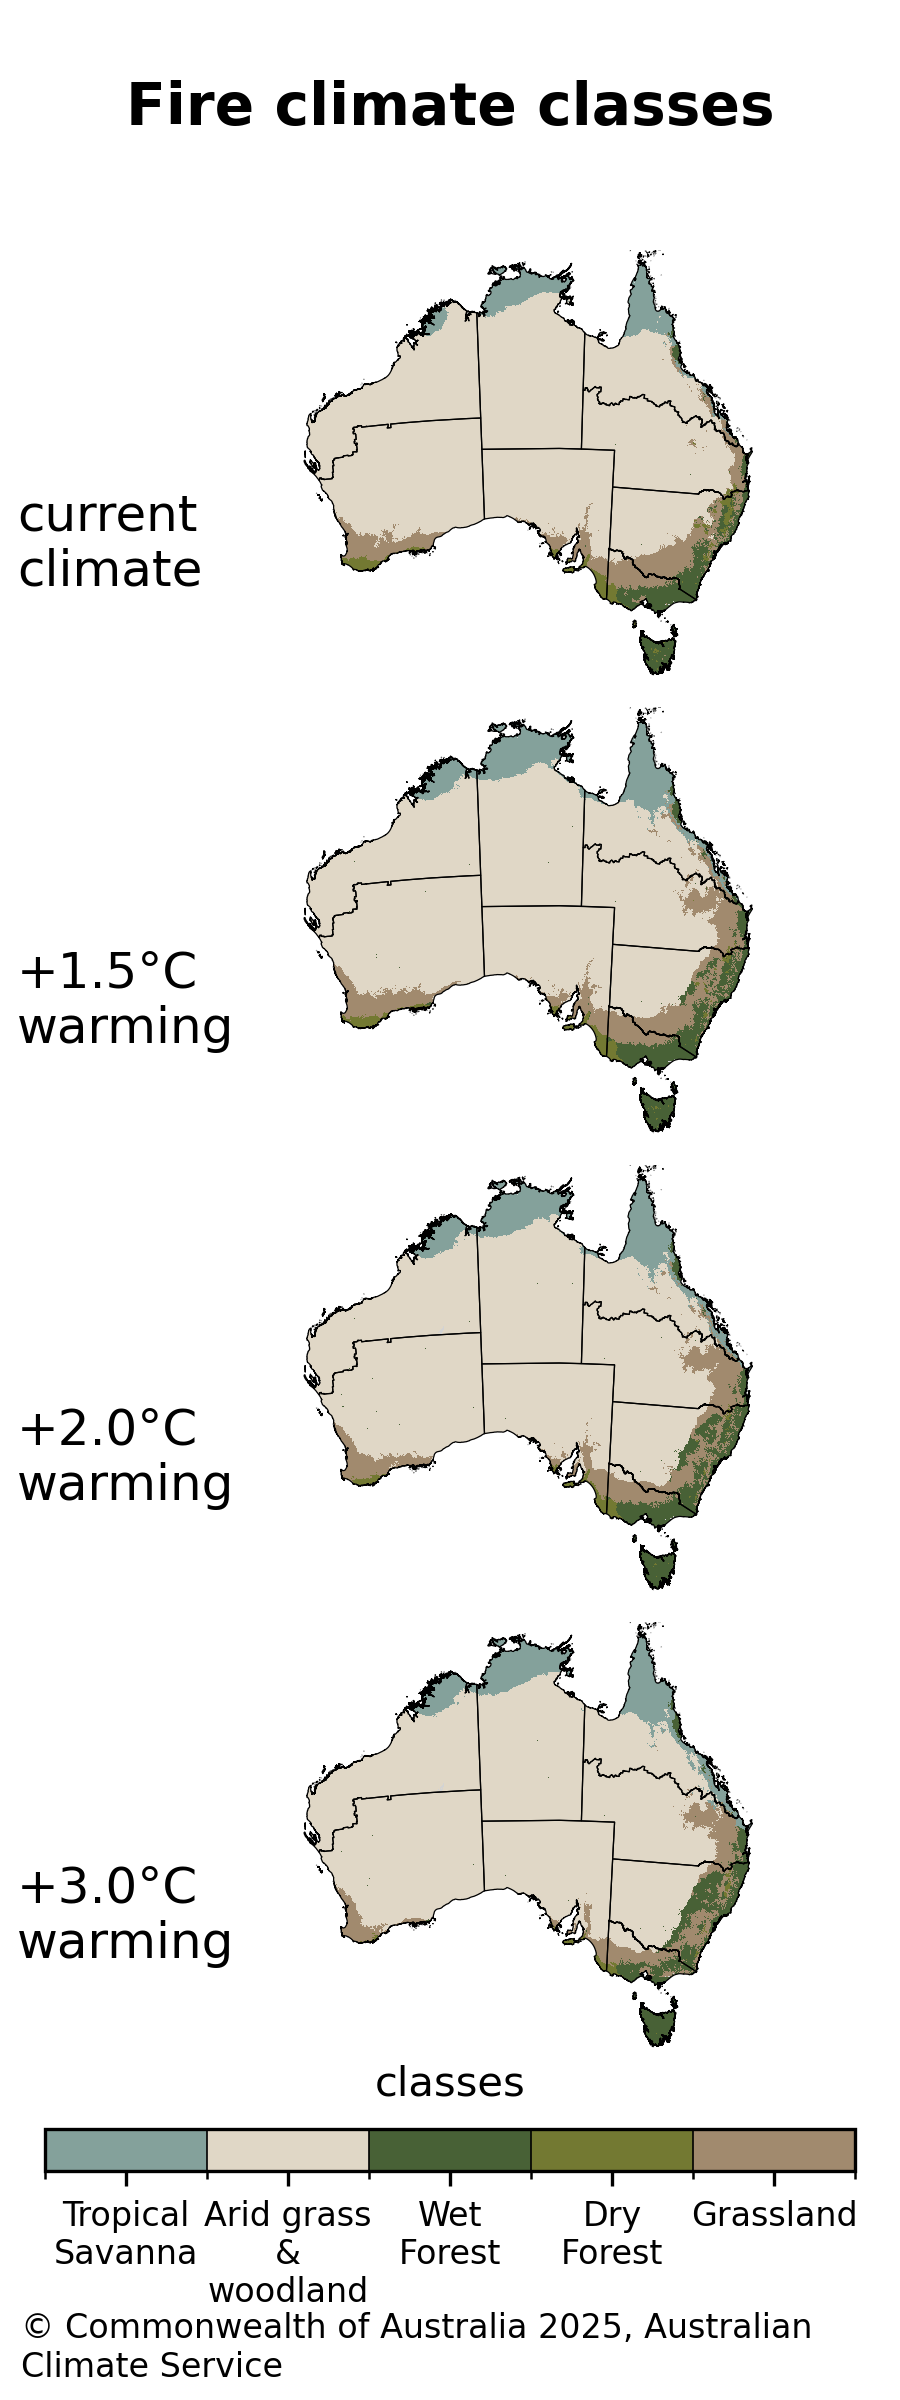 Fire climate classes
current
climate
+1.5°C
warming
+2.0°C
warming
+3.0°C
warming
classes
Tropical
Savanna
Arid grass
&
woodland
Wet
Forest
Dry
Forest
Grassland
© Commonwealth of Australia 2025, Australian
Climate Service